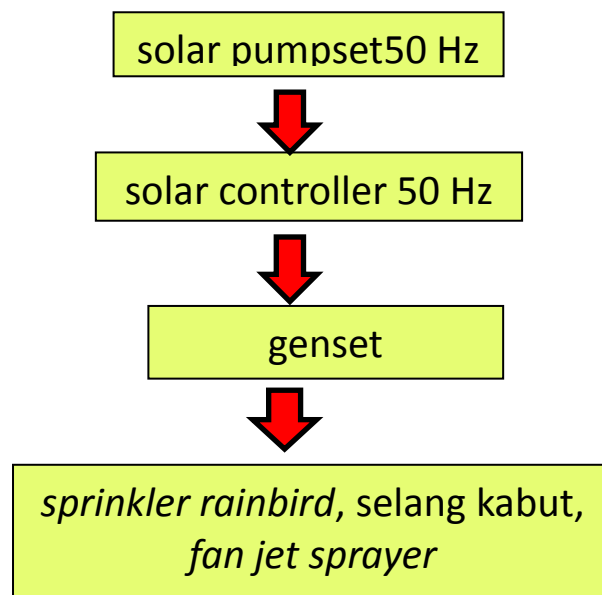 solar pumpset50 Hz
solar controller 50 Hz
genset
sprinkler rainbird, selang kabut,
fan jet sprayer